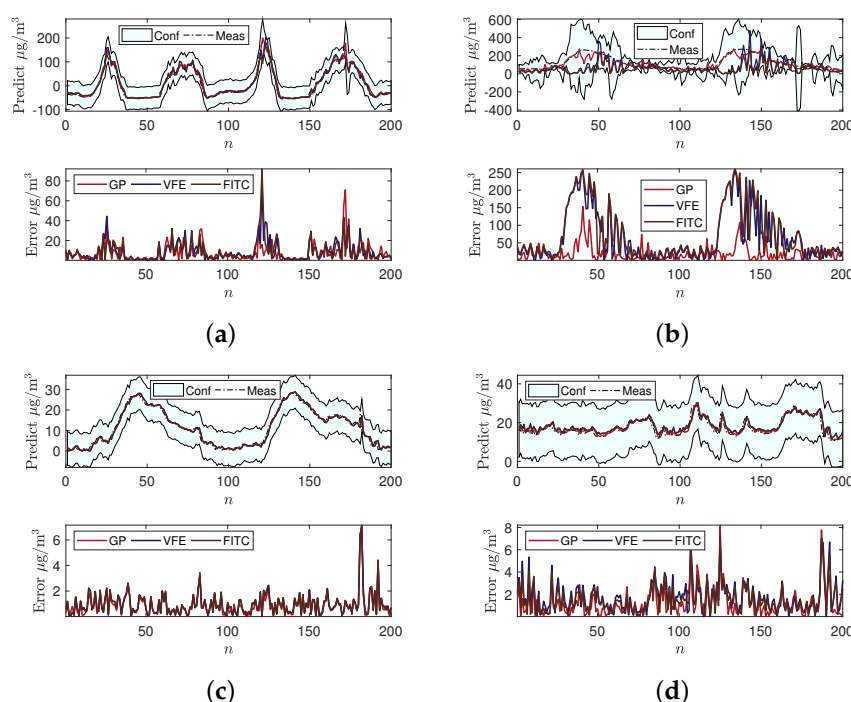 Predict μg/m³
200
100
0
-100
Conf
Meas
0 50 100 150 200
n
Error μg/m³
80
60
40
20
GP
VFE
FITC
50 100 150 200
n
(a)
Predict μg/m³
600
400
200
0
-200
-400
Conf
Meas
0 50 100 150 200
n
Error μg/m³
250
200
150
100
50
GP
VFE
FITC
50 100 150 200
n
(b)
Predict μg/m³
30
20
10
0
Conf
Meas
0 50 100 150 200
n
Error μg/m³
6
4
2
GP
VFE
FITC
50 100 150 200
n
(c)
Predict μg/m³
40
20
0
Conf
Meas
0 50 100 150 200
n
Error μg/m³
8
6
4
2
GP
VFE
FITC
50 100 150 200
n
(d)